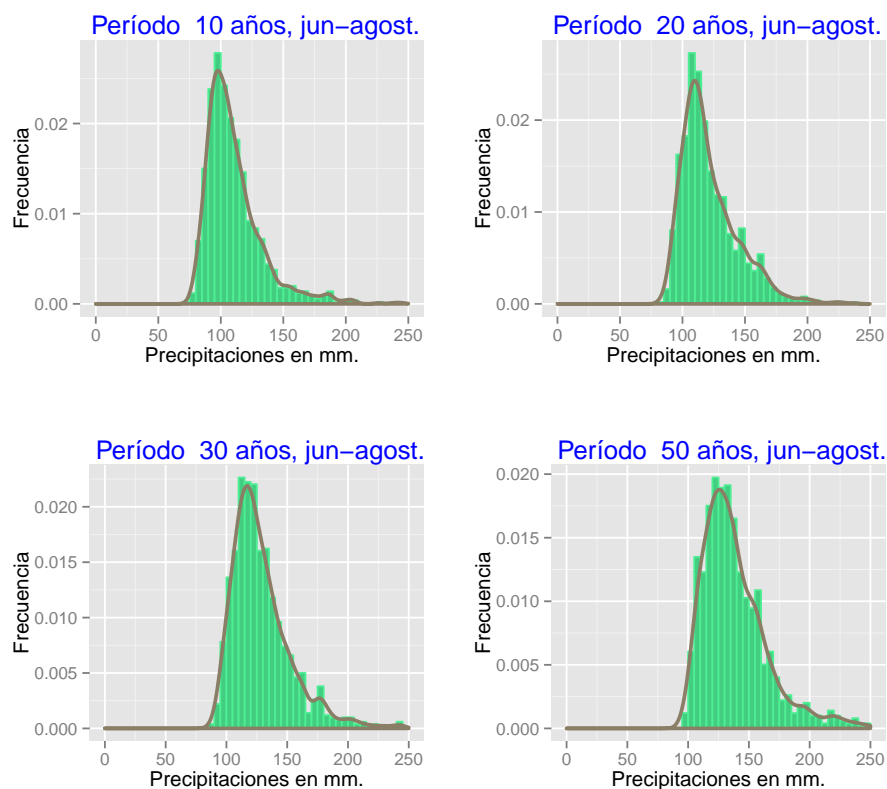 Período  10 años, jun−agost.
Frecuencia
0.02
0.01
0.00
0 50 100 150 200 250
Precipitaciones en mm.
Período  20 años, jun−agost.
Frecuencia
0.02
0.01
0.00
0 50 100 150 200 250
Precipitaciones en mm.
Período  30 años, jun−agost.
Frecuencia
0.020
0.015
0.010
0.005
0.000
0 50 100 150 200 250
Precipitaciones en mm.
Período  50 años, jun−agost.
Frecuencia
0.020
0.015
0.010
0.005
0.000
0 50 100 150 200 250
Precipitaciones en mm.